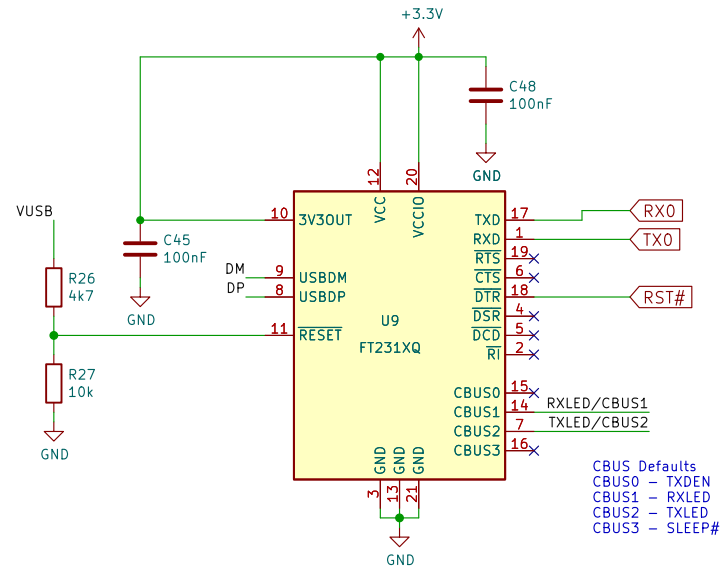 +3.3V
C48
100nF
GND
12
20
VCC
VCCIO
VUSB
10
3V3OUT
C45
100nF
GND
TXD
17
RX0
RXD
1
TX0
RTS
19
DM
9
USBDM
CTS
6
DP
8
USBDP
DTR
18
RST#
R26
4k7
DSR
4
11
RESET
U9
FT231XQ
DCD
5
RI
2
R27
10k
GND
CBUS0
15
CBUS1
14
RXLED/CBUS1
CBUS2
7
TXLED/CBUS2
CBUS3
16
GND
GND
GND
3
13
21
GND
CBUS Defaults
CBUS0 – TXDEN
CBUS1 – RXLED
CBUS2 – TXLED
CBUS3 – SLEEP#